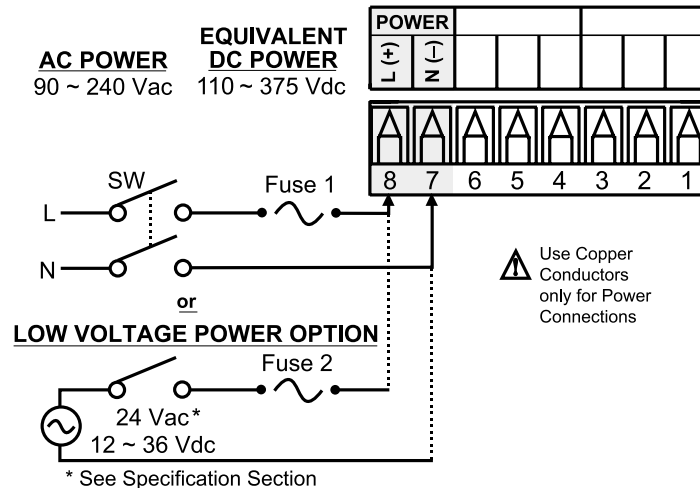 POWER
L (+)
N (−)
AC POWER
90 ~ 240 Vac
EQUIVALENT
DC POWER
110 ~ 375 Vdc
8 7 6 5 4 3 2 1
SW
Fuse 1
L
N
Use Copper
Conductors
only for Power
Connections
or
LOW VOLTAGE POWER OPTION
Fuse 2
24 Vac*
12 ~ 36 Vdc
* See Specification Section